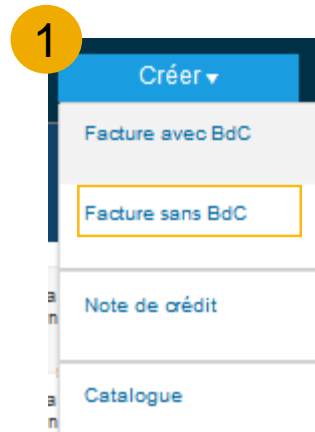 1
Créer
Facture avec BdC
Facture sans BdC
Note de crédit
Catalogue